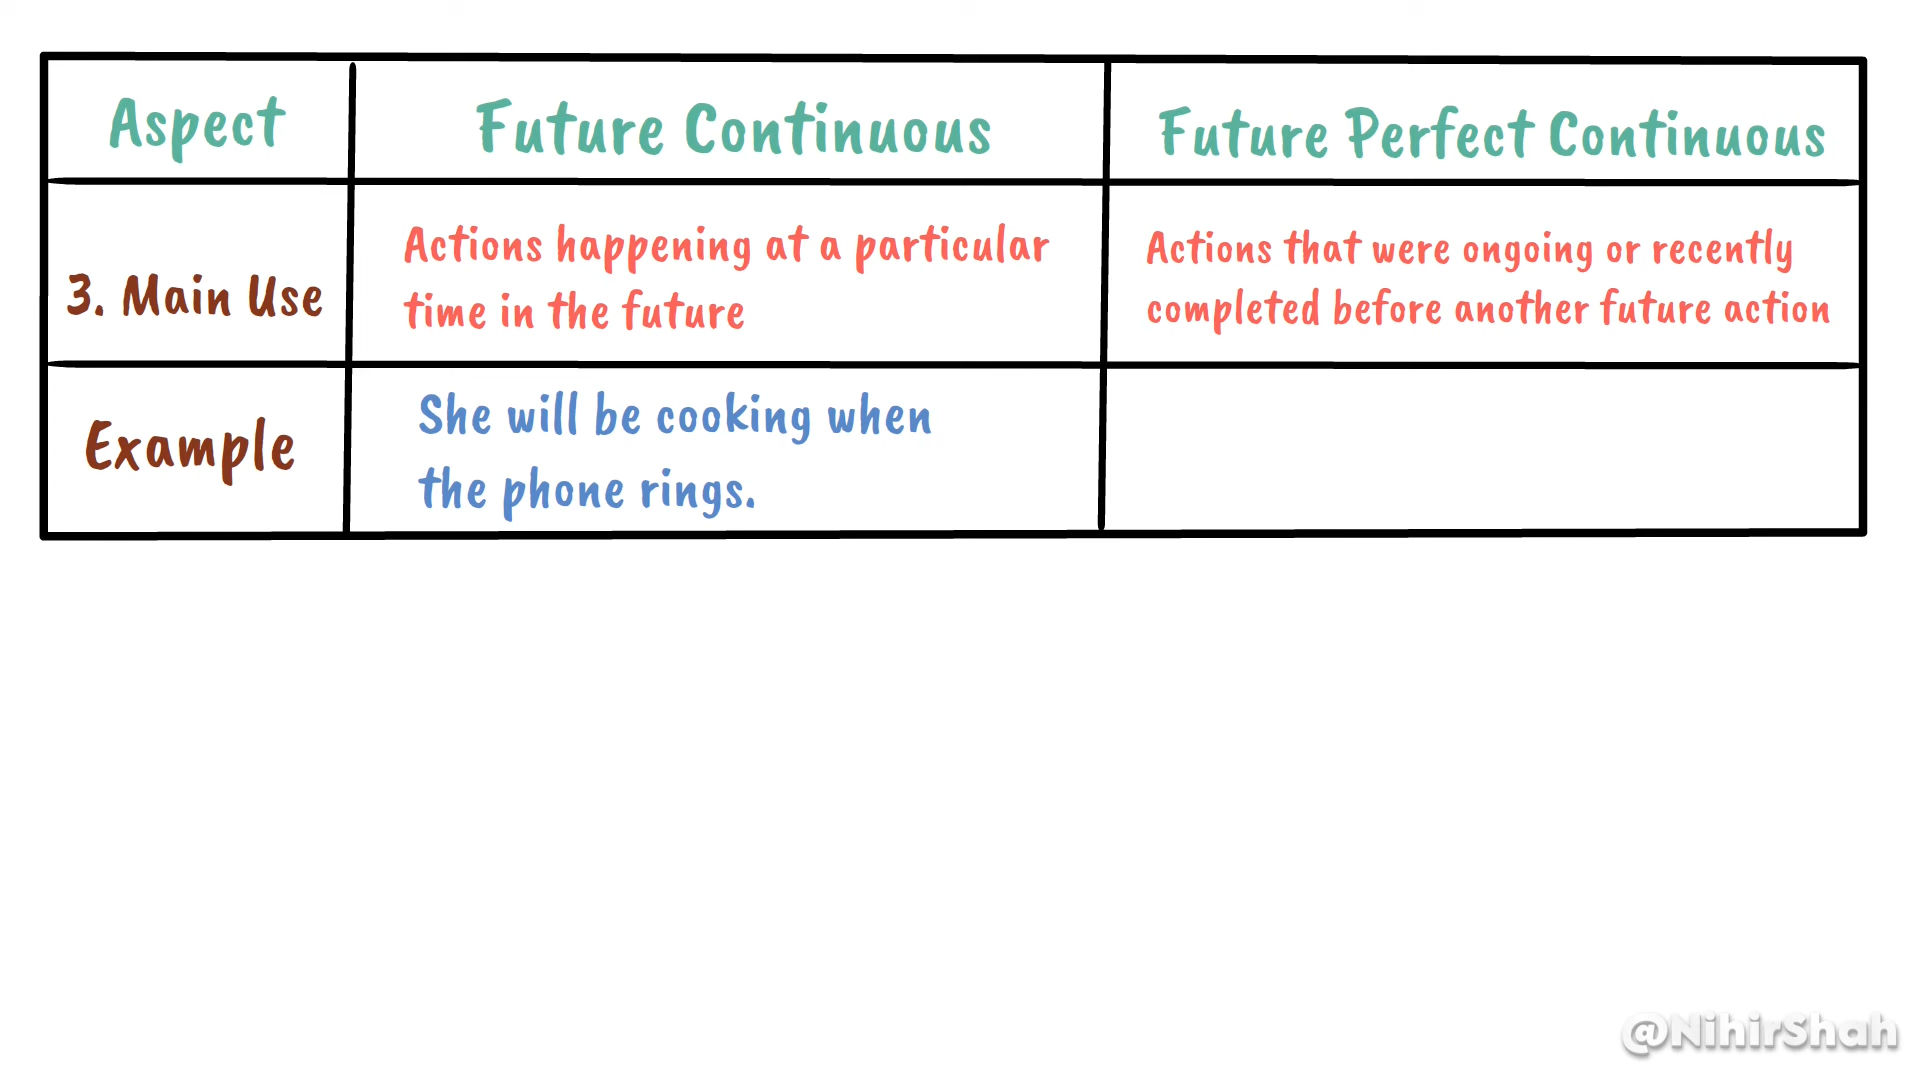 Aspect
Future Continuous
Future Perfect Continuous
3. Main Use
Actions happening at a particular
time in the future
Actions that were ongoing or recently
completed before another future action
Example
She will be cooking when
the phone rings.
@NihirShah